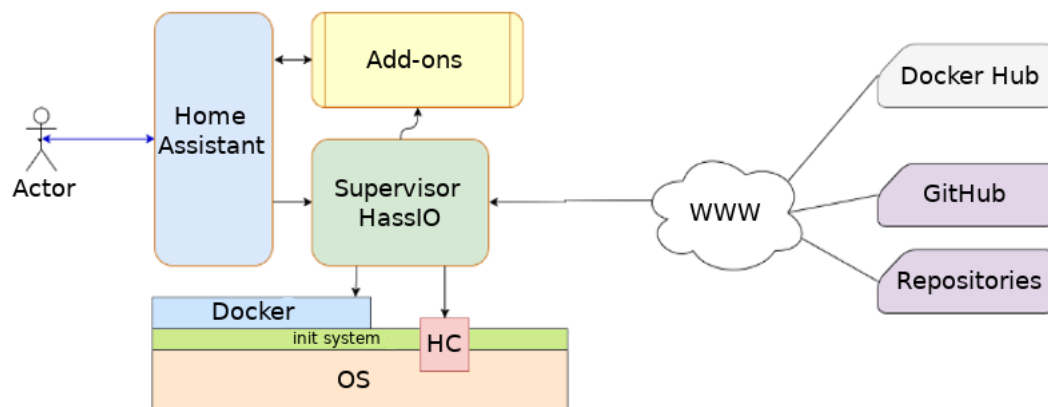 Add-ons
Docker Hub
Home
Assistant
Actor
Supervisor
HassIO
WWW
GitHub
Repositories
Docker
init system
HC
OS